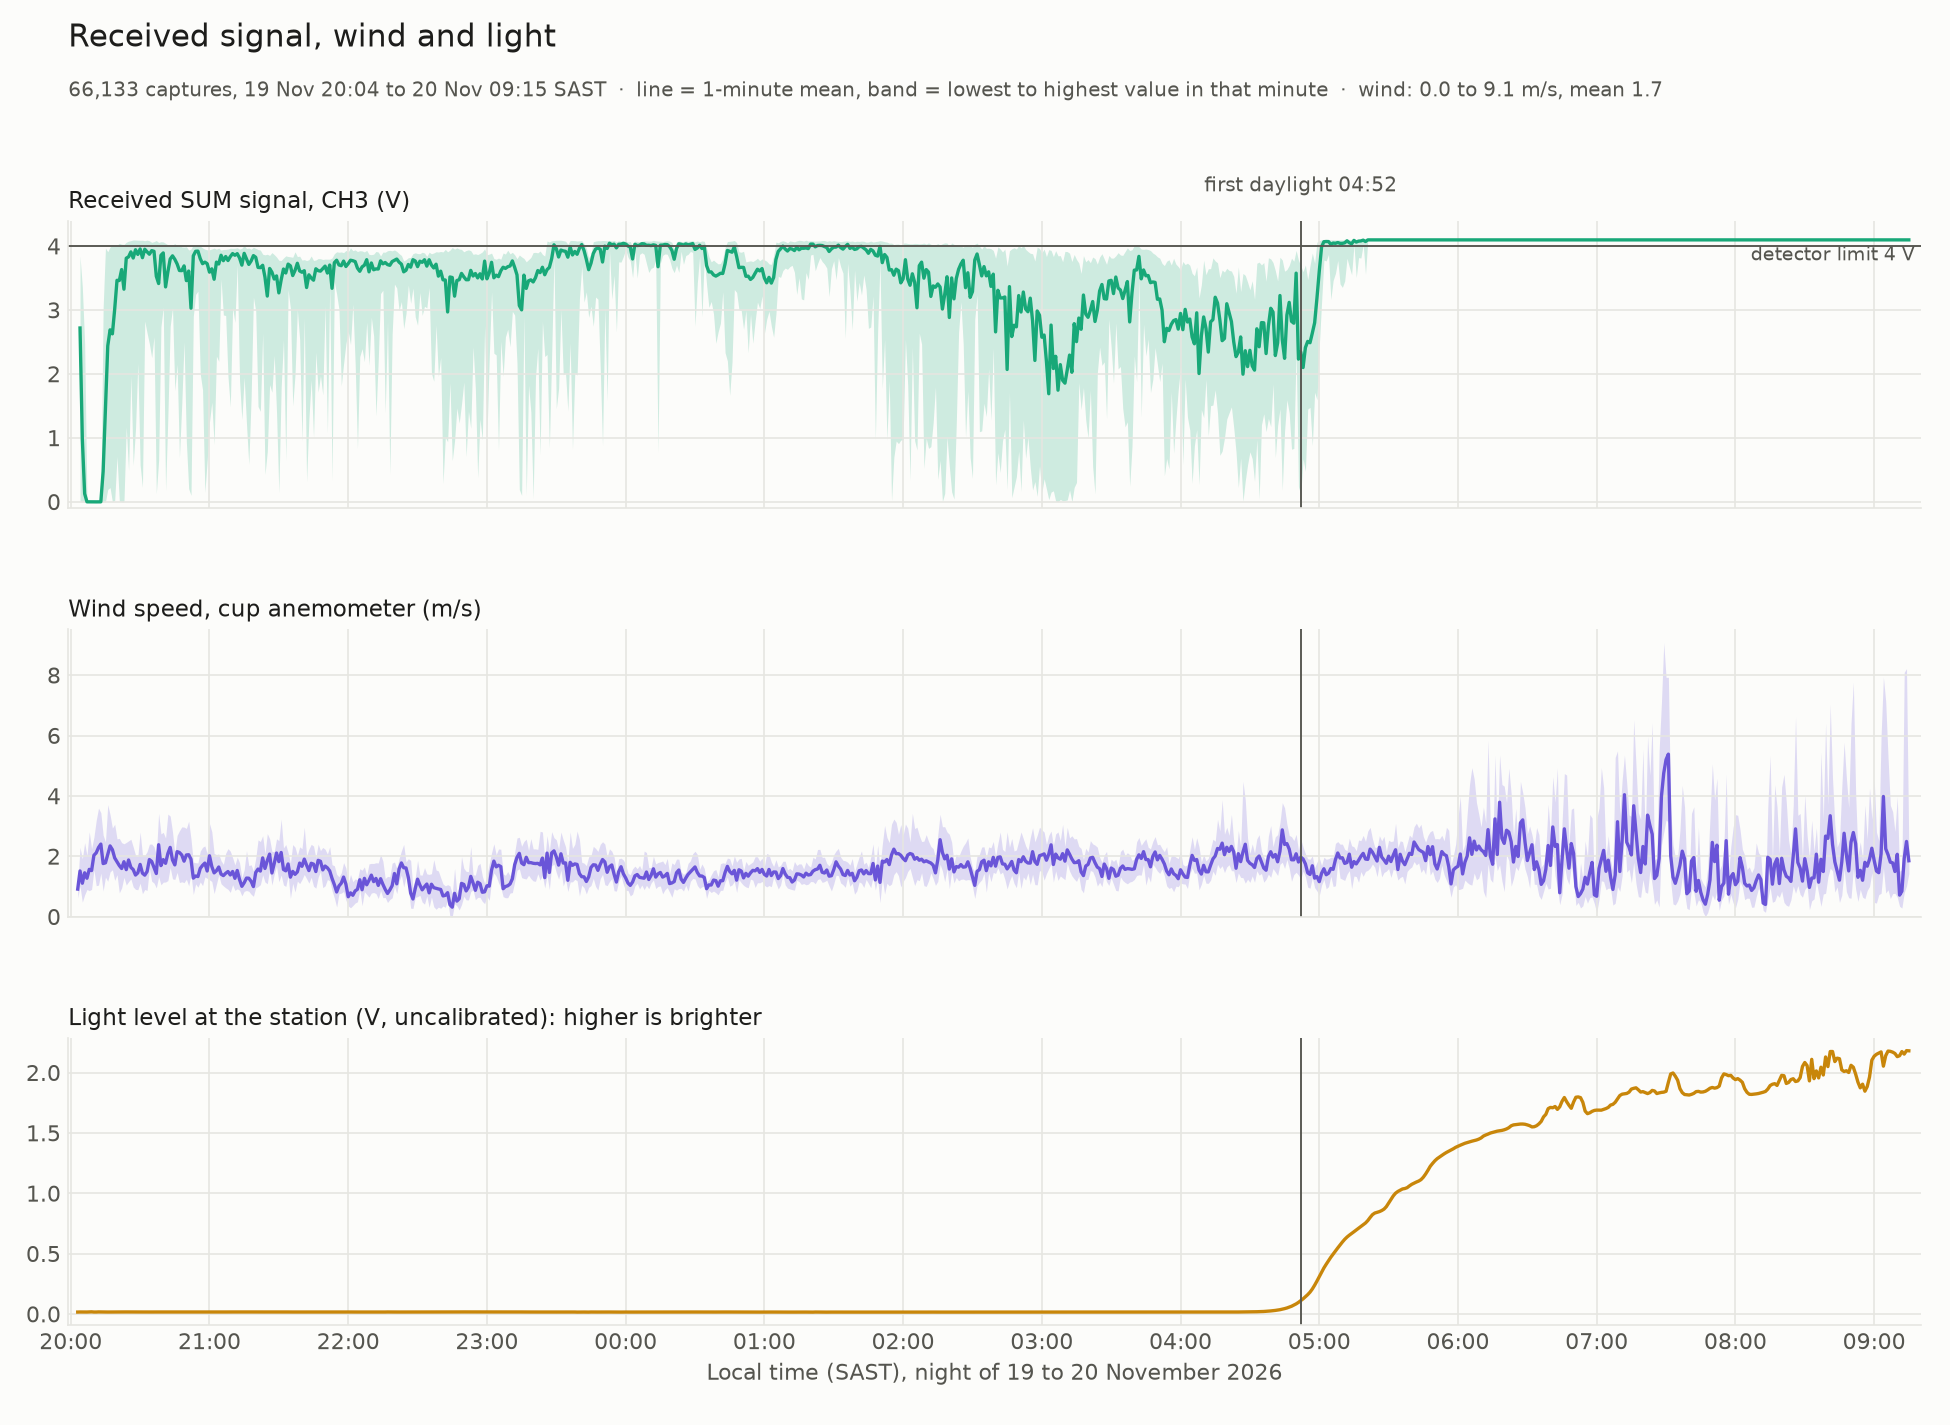 Received signal, wind and light
66,133 captures, 19 Nov 20:04 to 20 Nov 09:15 SAST · line = 1-minute mean, band = lowest to highest value in that minute · wind: 0.0 to 9.1 m/s, mean 1.7
first daylight 04:52
Received SUM signal, CH3 (V)
4
detector limit 4 V
3
2
1
0
Wind speed, cup anemometer (m/s)
8
6
4
2
0
Light level at the station (V, uncalibrated): higher is brighter
2.0
1.5
1.0
0.5
0.0
20:00 21:00 22:00 23:00 00:00 01:00 02:00 03:00 04:00 05:00 06:00 07:00 08:00 09:00
Local time (SAST), night of 19 to 20 November 2026